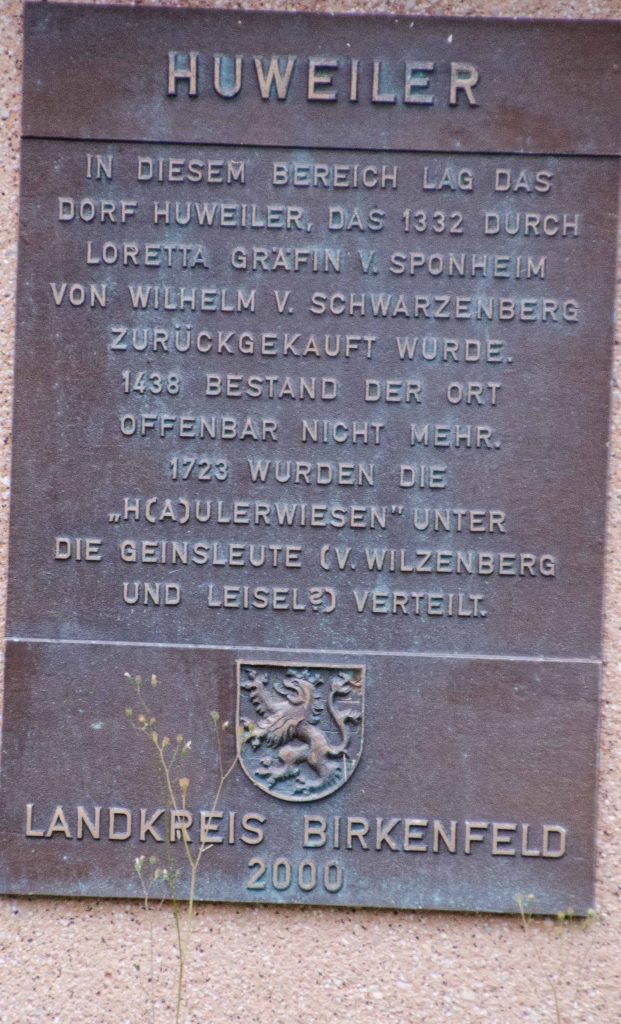 HUWEILER
IN DIESEM BEREICH LAG DAS
DORF HUWEILER, DAS 1332 DURCH
LORETTA GRÄFIN V. SPONHEIM
VON WILHELM V. SCHWARZENBERG
ZURÜCKGEKAUFT WURDE.
1438 BESTAND DER ORT
OFFENBAR NICHT MEHR.
1723 WURDEN DIE
„H(A)ULERWIESEN" UNTER
DIE GEINSLEUTE (V. WILZENBERG
UND LEISEL?) VERTEILT.
LANDKREIS BIRKENFELD
2000